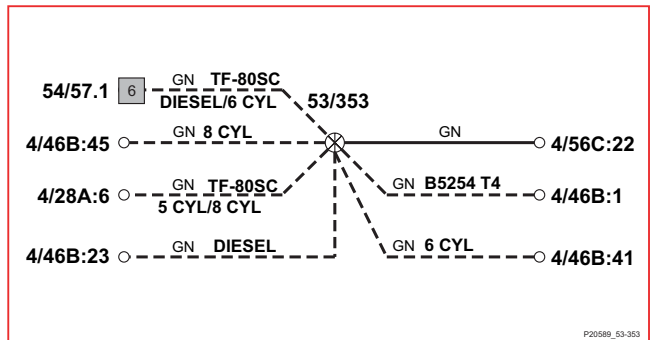 54/57.1 6 GN TF-80SC
DIESEL/6 CYL
53/353
4/46B:45 GN 8 CYL
GN 4/56C:22
4/28A:6 GN TF-80SC
5 CYL/8 CYL
GN B5254 T4 4/46B:1
4/46B:23 GN DIESEL
GN 6 CYL 4/46B:41
P20589_53-353